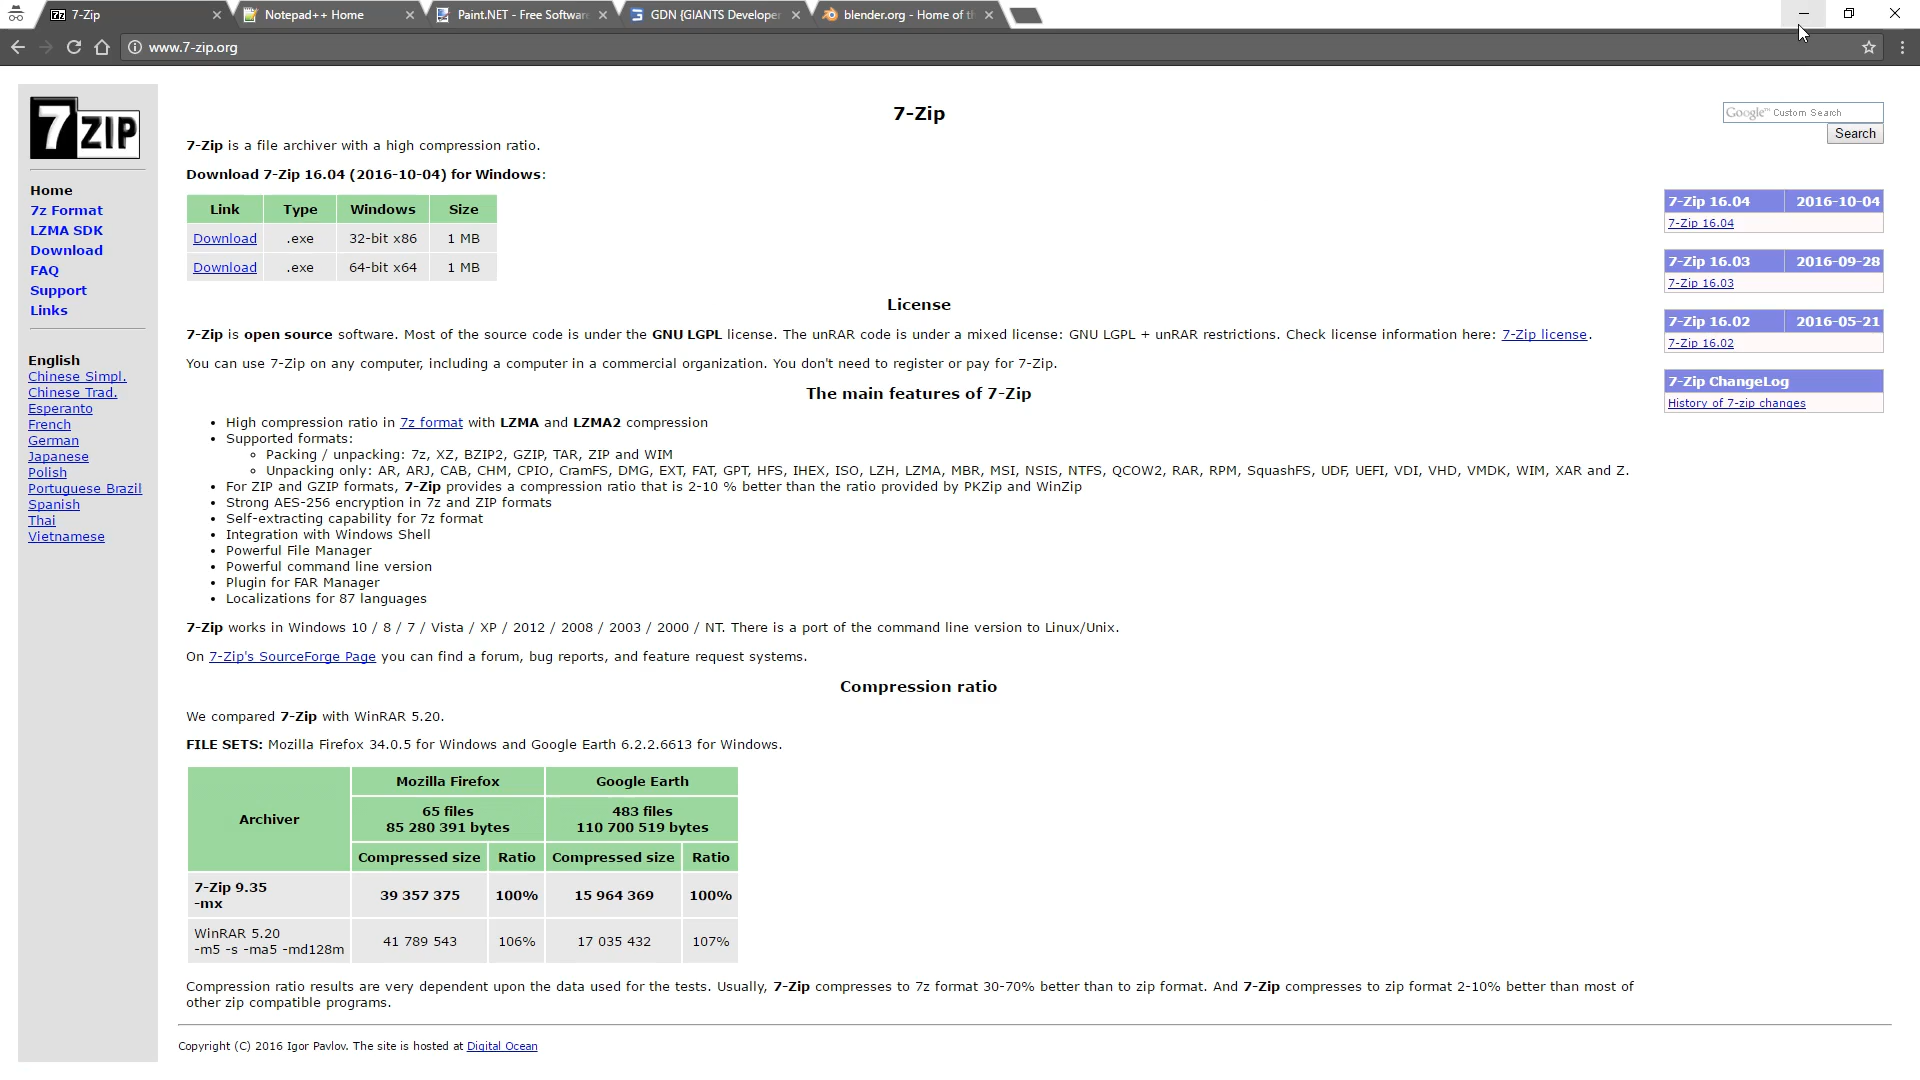 7-Zip
Notepad++ Home
Paint.NET - Free Software
GDN {GIANTS Developer
blender.org - Home of th
www.7-zip.org
7ZIP
Home
7z Format
LZMA SDK
Download
FAQ
Support
Links
English
Chinese Simpl.
Chinese Trad.
Esperanto
French
German
Japanese
Polish
Portuguese Brazil
Spanish
Thai
Vietnamese
7-Zip
7-Zip is a file archiver with a high compression ratio.
Download 7-Zip 16.04 (2016-10-04) for Windows:
Link Type Windows Size
Download .exe 32-bit x86 1 MB
Download .exe 64-bit x64 1 MB
License
7-Zip is open source software. Most of the source code is under the GNU LGPL license. The unRAR code is under a mixed license: GNU LGPL + unRAR restrictions. Check license information here: 7-Zip license.
You can use 7-Zip on any computer, including a computer in a commercial organization. You don't need to register or pay for 7-Zip.
The main features of 7-Zip
High compression ratio in 7z format with LZMA and LZMA2 compression
Supported formats:
Packing / unpacking: 7z, XZ, BZIP2, GZIP, TAR, ZIP and WIM
Unpacking only: AR, ARJ, CAB, CHM, CPIO, CramFS, DMG, EXT, FAT, GPT, HFS, IHEX, ISO, LZH, LZMA, MBR, MSI, NSIS, NTFS, QCOW2, RAR, RPM, SquashFS, UDF, UEFI, VDI, VHD, VMDK, WIM, XAR and Z.
For ZIP and GZIP formats, 7-Zip provides a compression ratio that is 2-10 % better than the ratio provided by PKZip and WinZip
Strong AES-256 encryption in 7z and ZIP formats
Self-extracting capability for 7z format
Integration with Windows Shell
Powerful File Manager
Powerful command line version
Plugin for FAR Manager
Localizations for 87 languages
7-Zip works in Windows 10 / 8 / 7 / Vista / XP / 2012 / 2008 / 2003 / 2000 / NT. There is a port of the command line version to Linux/Unix.
On 7-Zip's SourceForge Page you can find a forum, bug reports, and feature request systems.
Compression ratio
We compared 7-Zip with WinRAR 5.20.
FILE SETS: Mozilla Firefox 34.0.5 for Windows and Google Earth 6.2.2.6613 for Windows.
Archiver Mozilla Firefox Google Earth
65 files 483 files
85 280 391 bytes 110 700 519 bytes
Compressed size Ratio Compressed size Ratio
7-Zip 9.35
-mx 39 357 375 100% 15 964 369 100%
WinRAR 5.20
-m5 -s -ma5 -md128m 41 789 543 106% 17 035 432 107%
Compression ratio results are very dependent upon the data used for the tests. Usually, 7-Zip compresses to 7z format 30-70% better than to zip format. And 7-Zip compresses to zip format 2-10% better than most of
other zip compatible programs.
Copyright (C) 2016 Igor Pavlov. The site is hosted at Digital Ocean
Google™ Custom Search
Search
7-Zip 16.04 2016-10-04
7-Zip 16.04
7-Zip 16.03 2016-09-28
7-Zip 16.03
7-Zip 16.02 2016-05-21
7-Zip 16.02
7-Zip ChangeLog
History of 7-zip changes